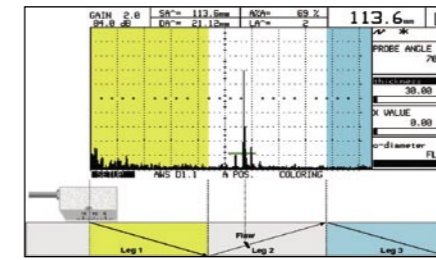 GAIN 2.0 SA^= 113.6mm A%A= 69 % 113.6mm
84.0 dB DA^= 21.12mm LA^= 2
PROBE ANGLE
70
thickness
30.00
X VALUE
0.00
o-diameter
FL
AWS D1.1 A POS. COLORING
Flaw
Leg 1 Leg 2 Leg 3